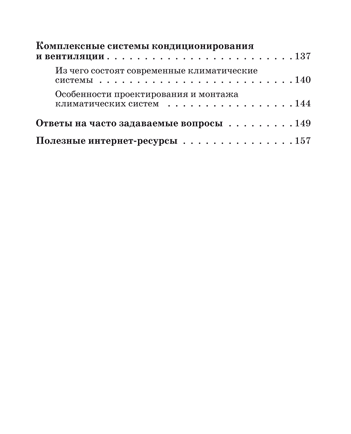 Комплексные системы кондиционирования
и вентиляции . . . . . . . . . . . . . . . . . . . . . . . . . . 137
Из чего состоят современные климатические
системы . . . . . . . . . . . . . . . . . . . . . . . . . . 140
Особенности проектирования и монтажа
климатических систем . . . . . . . . . . . . . . . . . 144
Ответы на часто задаваемые вопросы . . . . . . . . . 149
Полезные интернет-ресурсы . . . . . . . . . . . . . . . 157